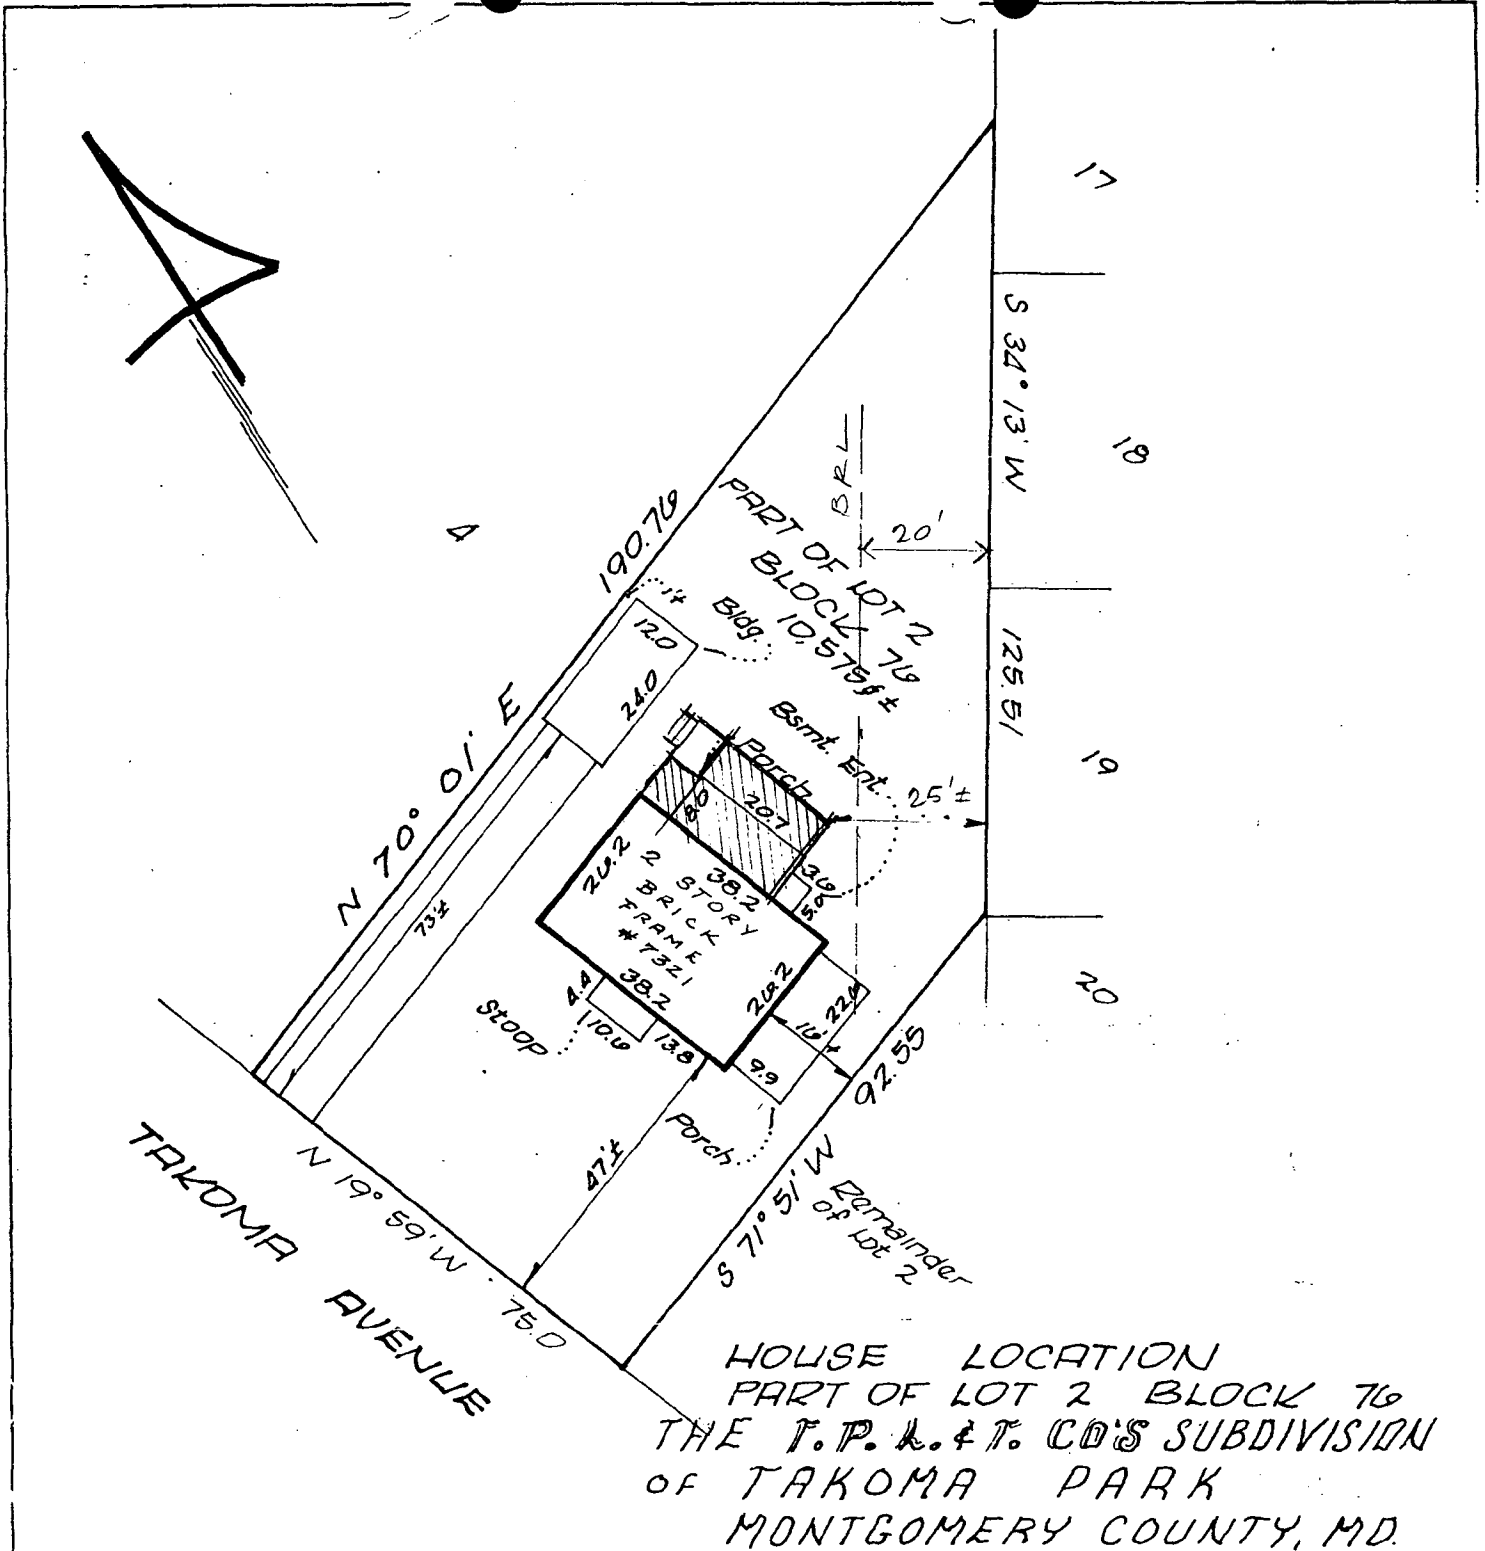 17
S 34° 13' W
18
4
BRL
190.76
20'
PART OF LOT 2
BLOCK 76
10,575 ±
1'±
Bldg.
12.0
24.0
125.51
N 70° 01' E
Bsmt. Ent.
Porch
19
25'±
8.0
20.7
73'±
26.2
38.2
3.6
5.0
2 STORY
BRICK
FRAME
#7321
38.2
26.2
4.4
Stoop
10.6
13.8
22.6
16'±
9.9
20
92.55
Porch
47'±
TAKOMA AVENUE
N 19° 59' W
75.0
S 71° 51' W
Remainder
of Lot 2
HOUSE LOCATION
PART OF LOT 2 BLOCK 76
THE T.P. L. & T. CO'S SUBDIVISION
OF TAKOMA PARK
MONTGOMERY COUNTY, MD.